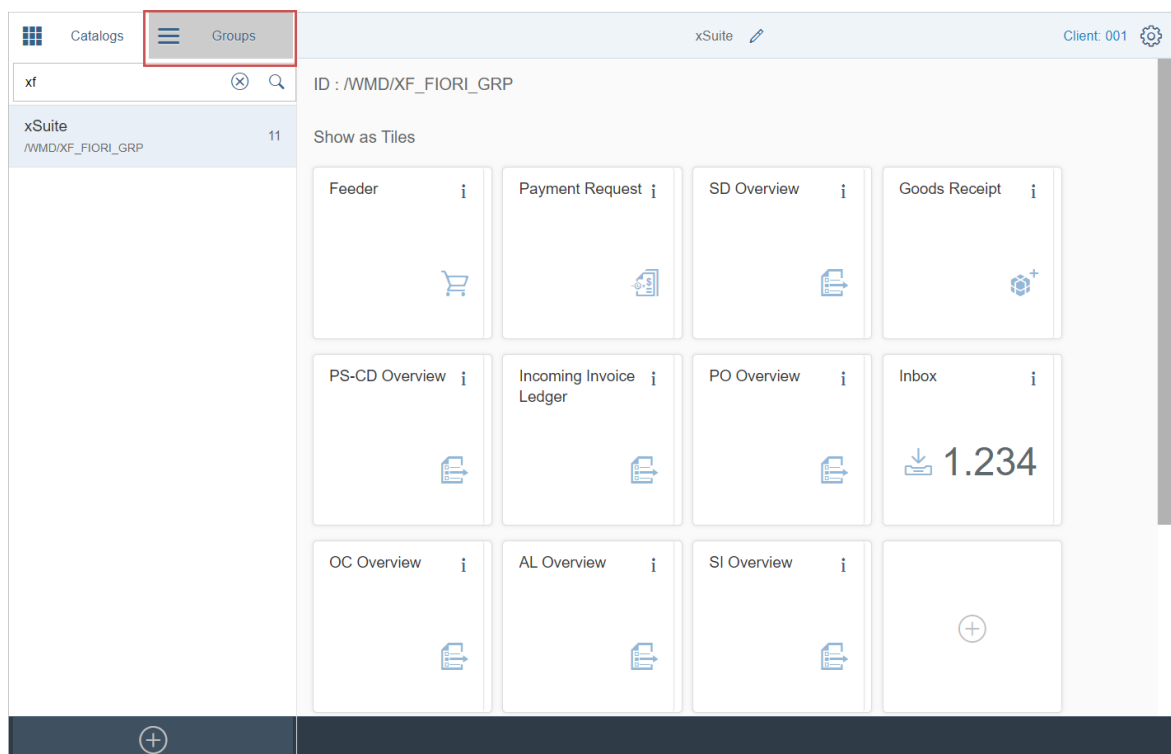 Catalogs
Groups
xSuite
Client: 001
xf
ID : /WMD/XF_FIORI_GRP
xSuite
11
/WMD/XF_FIORI_GRP
Show as Tiles
Feeder
Payment Request
SD Overview
Goods Receipt
PS-CD Overview
Incoming Invoice
Ledger
PO Overview
Inbox
1.234
OC Overview
AL Overview
SI Overview